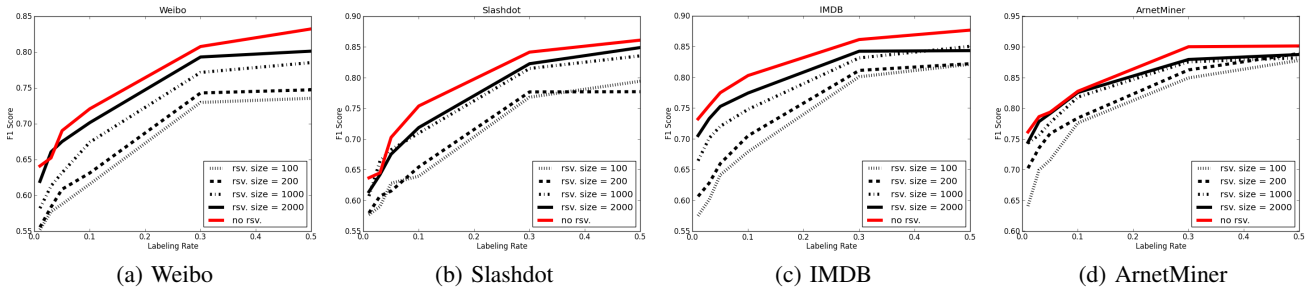 Weibo
0.85
0.80
0.75
0.70
0.65
0.60
0.55
F1 Score
0.0 0.1 0.2 0.3 0.4 0.5
Labeling Rate
rsv. size = 100
rsv. size = 200
rsv. size = 1000
rsv. size = 2000
no rsv.
(a) Weibo
Slashdot
0.90
0.85
0.80
0.75
0.70
0.65
0.60
0.55
F1 Score
0.0 0.1 0.2 0.3 0.4 0.5
Labeling Rate
rsv. size = 100
rsv. size = 200
rsv. size = 1000
rsv. size = 2000
no rsv.
(b) Slashdot
IMDB
0.90
0.85
0.80
0.75
0.70
0.65
0.60
0.55
F1 Score
0.0 0.1 0.2 0.3 0.4 0.5
Labeling Rate
rsv. size = 100
rsv. size = 200
rsv. size = 1000
rsv. size = 2000
no rsv.
(c) IMDB
ArnetMiner
0.95
0.90
0.85
0.80
0.75
0.70
0.65
0.60
F1 Score
0.0 0.1 0.2 0.3 0.4 0.5
Labeling Rate
rsv. size = 100
rsv. size = 200
rsv. size = 1000
rsv. size = 2000
no rsv.
(d) ArnetMiner